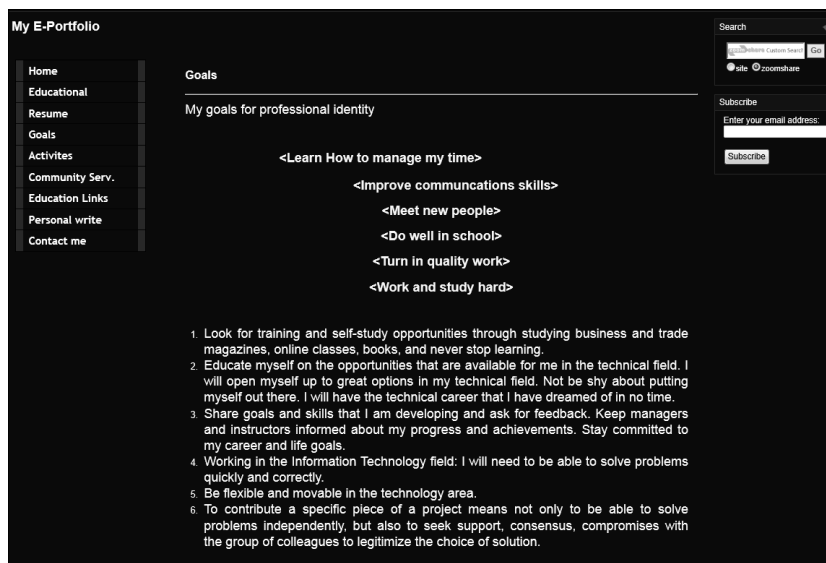 My E-Portfolio
Home
Educational
Resume
Goals
Activites
Community Serv.
Education Links
Personal write
Contact me
Goals
My goals for professional identity
<Learn How to manage my time>
<Improve communcations skills>
<Meet new people>
<Do well in school>
<Turn in quality work>
<Work and study hard>
1. Look for training and self-study opportunities through studying business and trade
magazines, online classes, books, and never stop learning.
2. Educate myself on the opportunities that are available for me in the technical field. I
will open myself up to great options in my technical field. Not be shy about putting
myself out there. I will have the technical career that I have dreamed of in no time.
3. Share goals and skills that I am developing and ask for feedback. Keep managers
and instructors informed about my progress and achievements. Stay committed to
my career and life goals.
4. Working in the Information Technology field: I will need to be able to solve problems
quickly and correctly.
5. Be flexible and movable in the technology area.
6. To contribute a specific piece of a project means not only to be able to solve
problems independently, but also to seek support, consensus, compromises with
the group of colleagues to legitimize the choice of solution.
Search
Custom Search
Go
site zoomshare
Subscribe
Enter your email address:
Subscribe